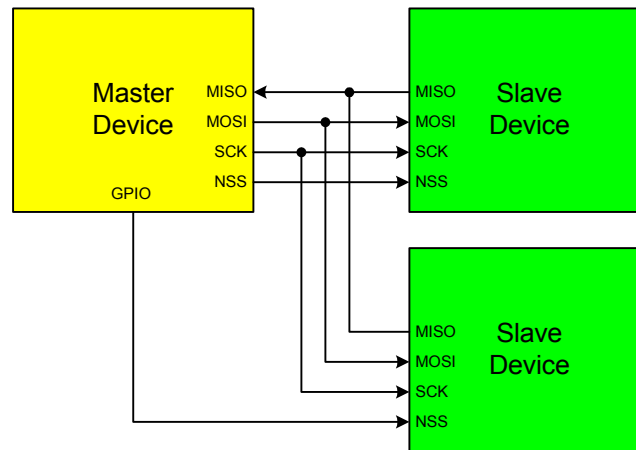 Master
Device
MISO
MOSI
SCK
NSS
GPIO
MISO
MOSI
SCK
NSS
Slave
Device
MISO
MOSI
SCK
NSS
Slave
Device